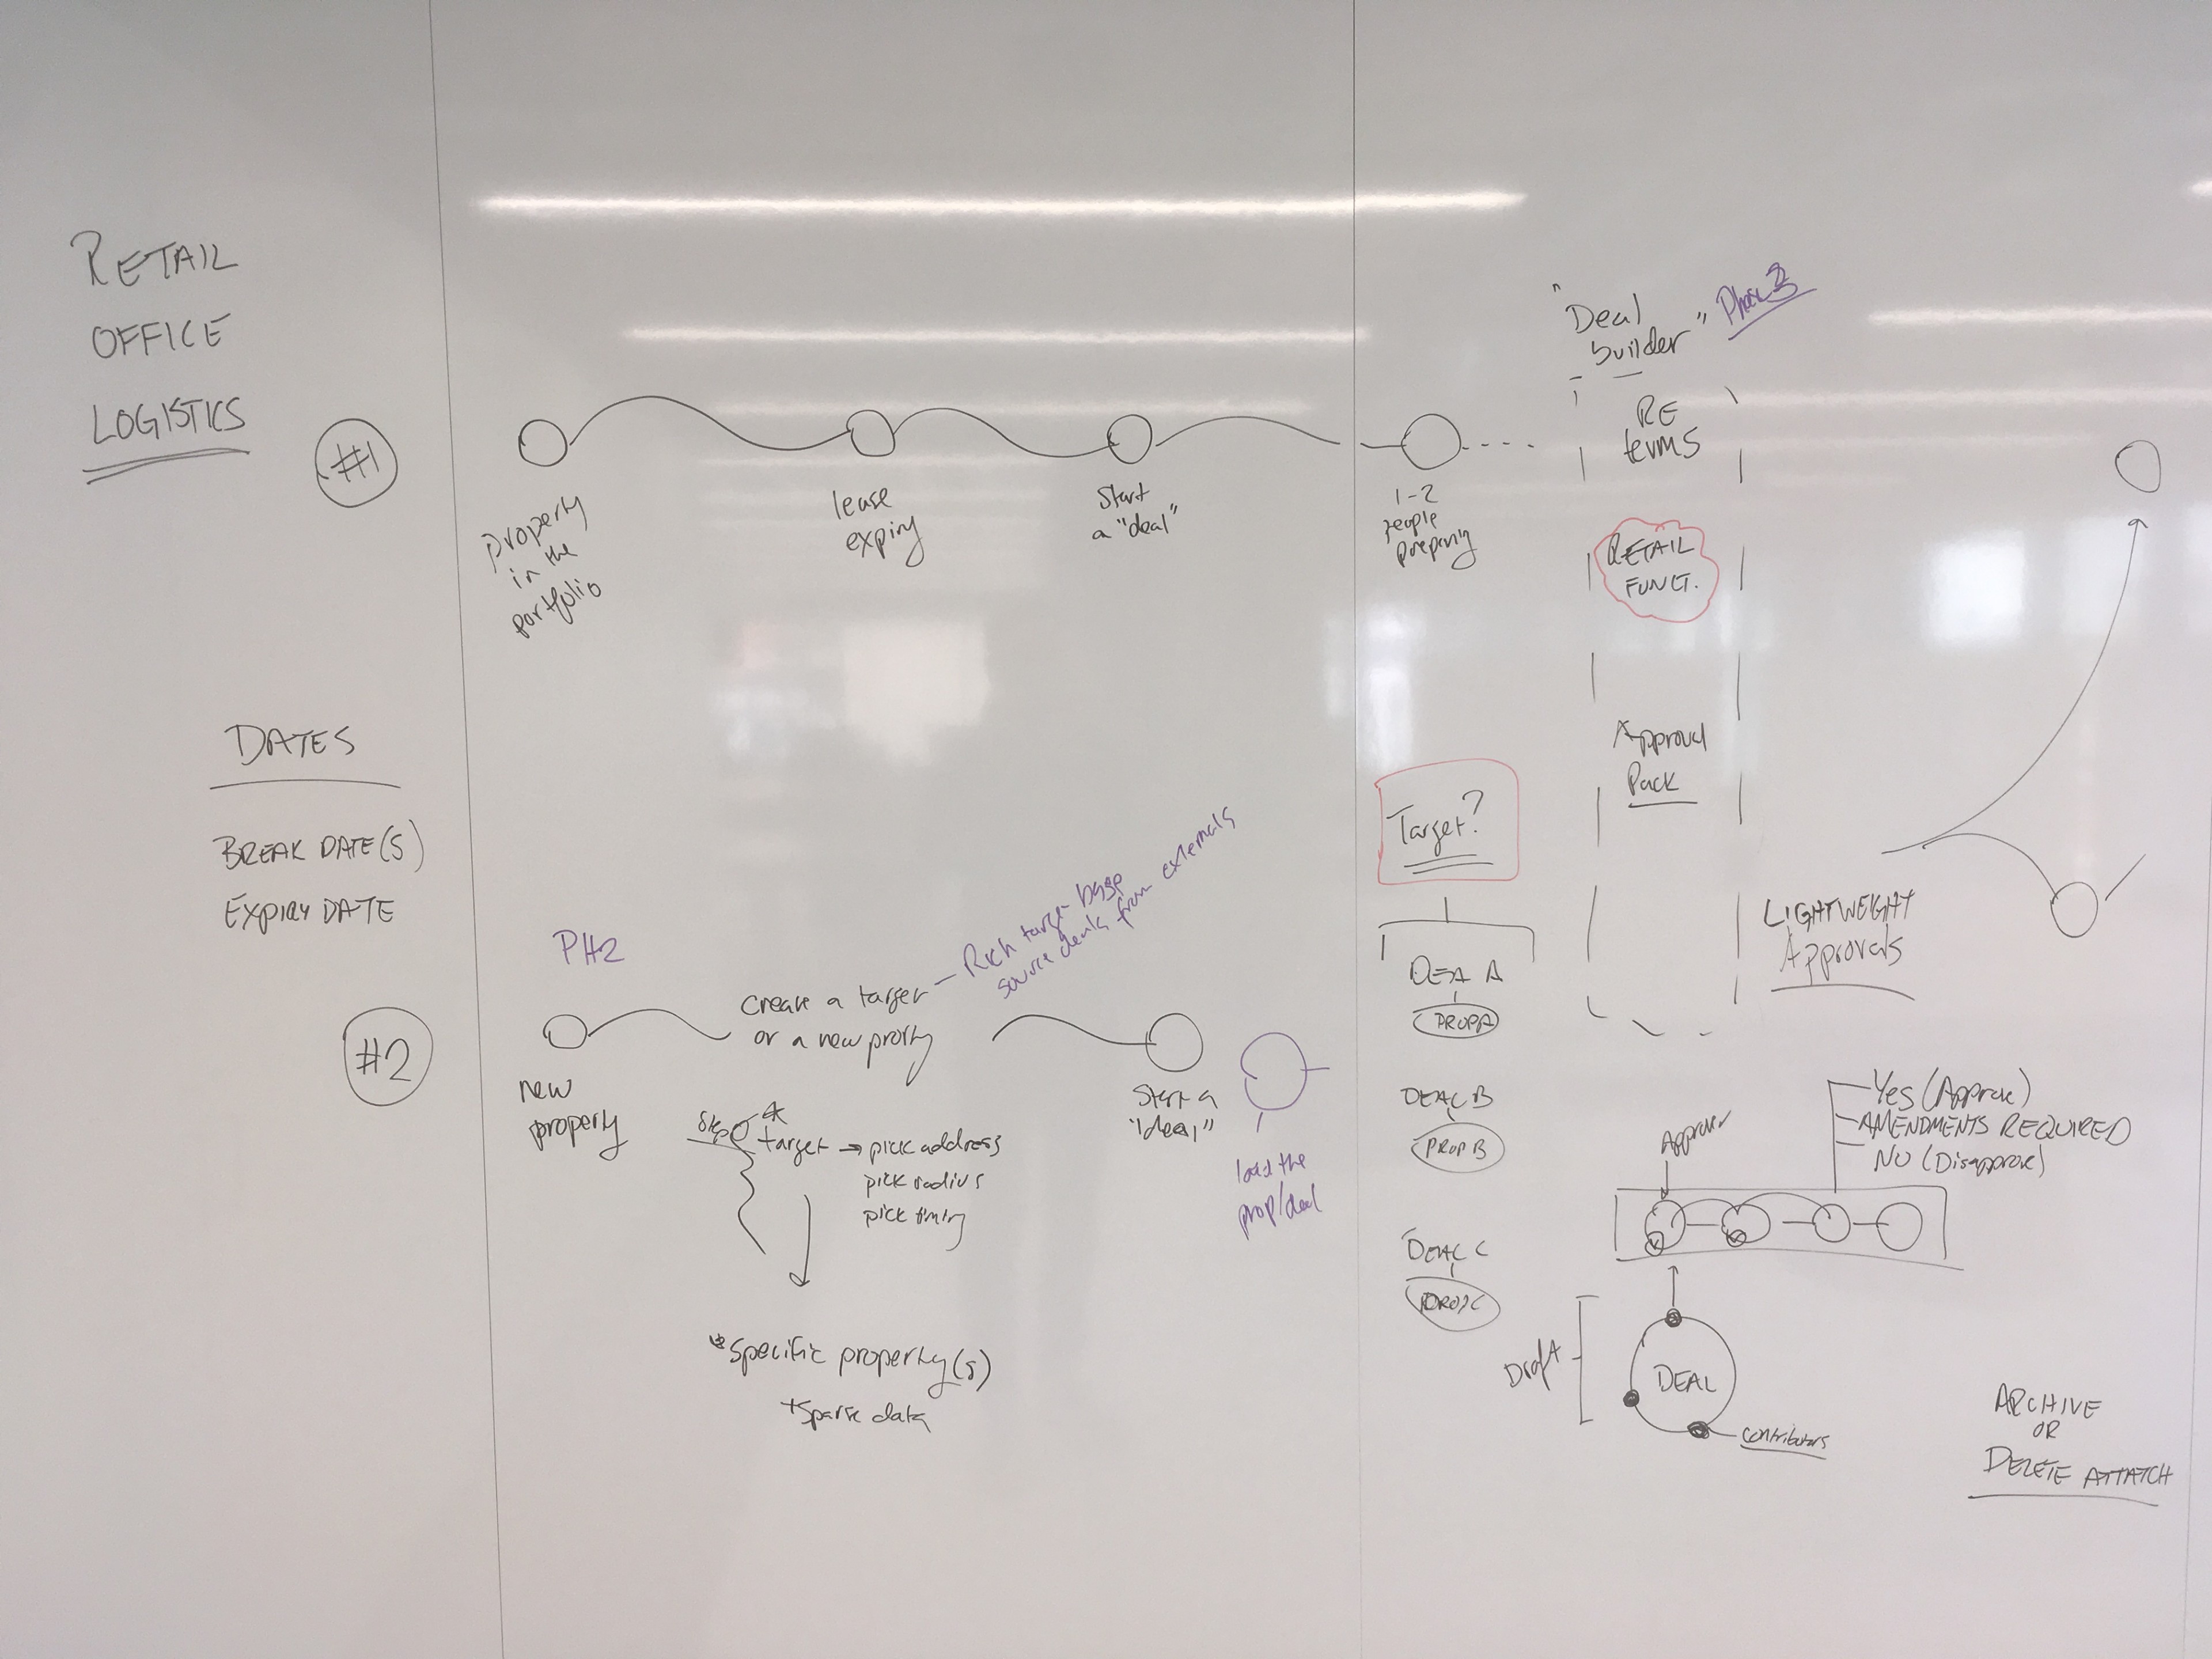 RETAIL
OFFICE
LOGISTICS
#1
property
in the
portfolio
lease
expiry
Start
a "deal"
1-2
people
preparing
"Deal
builder"
Phase 3
RE
terms
RETAIL
FUNCT.
Approval
Pack
LIGHTWEIGHT
Approvals
DATES
BREAK DATE(S)
EXPIRY DATE
PH2
#2
new
property
Create a target
or a new proprty
Rich target base
source deals from externals
Step
* target → pick address
pick radius
pick timing
*Specific property(s)
+Sparse data
Start a
"deal"
load the
prop/deal
Target?
DEAL A
PROPA
DEAL B
PROP B
DEAL C
PROP C
Yes (Approve)
AMENDMENTS REQUIRED
NO (Disapprove)
Approver
Draft
DEAL
contributors
ARCHIVE
OR
DELETE ATTATCH